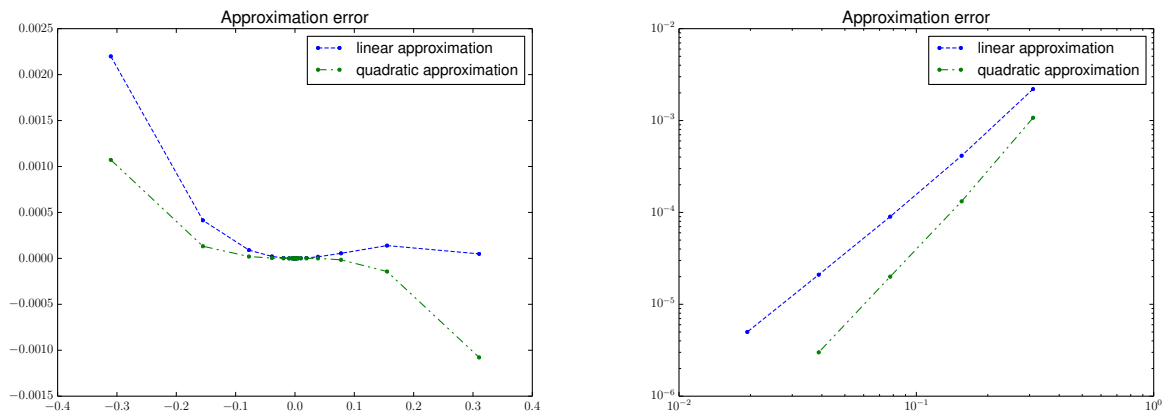 Approximation error
0.0025
0.0020
0.0015
0.0010
0.0005
0.0000
−0.0005
−0.0010
−0.0015
−0.4 −0.3 −0.2 −0.1 0.0 0.1 0.2 0.3 0.4
linear approximation
quadratic approximation
Approximation error
10⁻²
10⁻³
10⁻⁴
10⁻⁵
10⁻⁶
10⁻² 10⁻¹ 10⁰
linear approximation
quadratic approximation